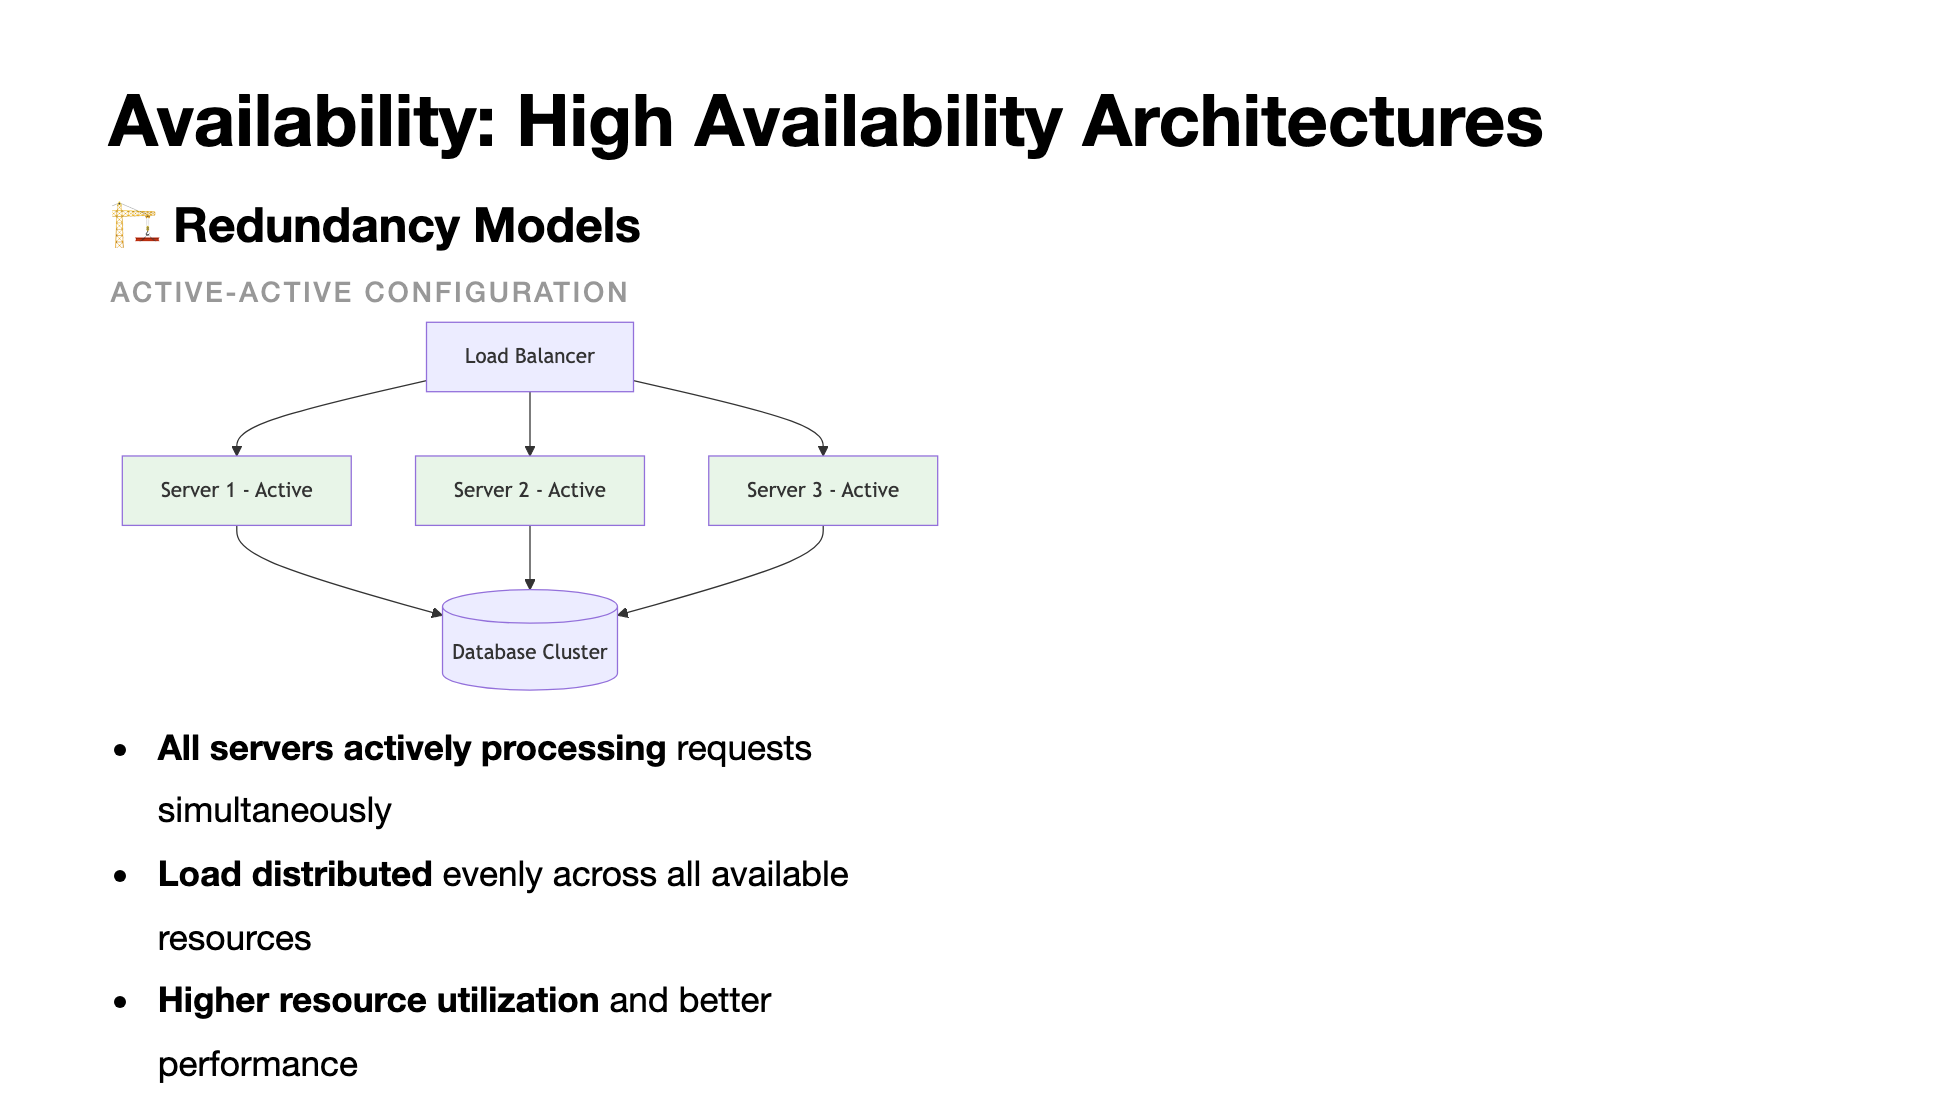 Availability: High Availability Architectures
🏗️ Redundancy Models
ACTIVE-ACTIVE CONFIGURATION
Load Balancer
Server 1 - Active
Server 2 - Active
Server 3 - Active
Database Cluster
• All servers actively processing requests
simultaneously
• Load distributed evenly across all available
resources
• Higher resource utilization and better
performance